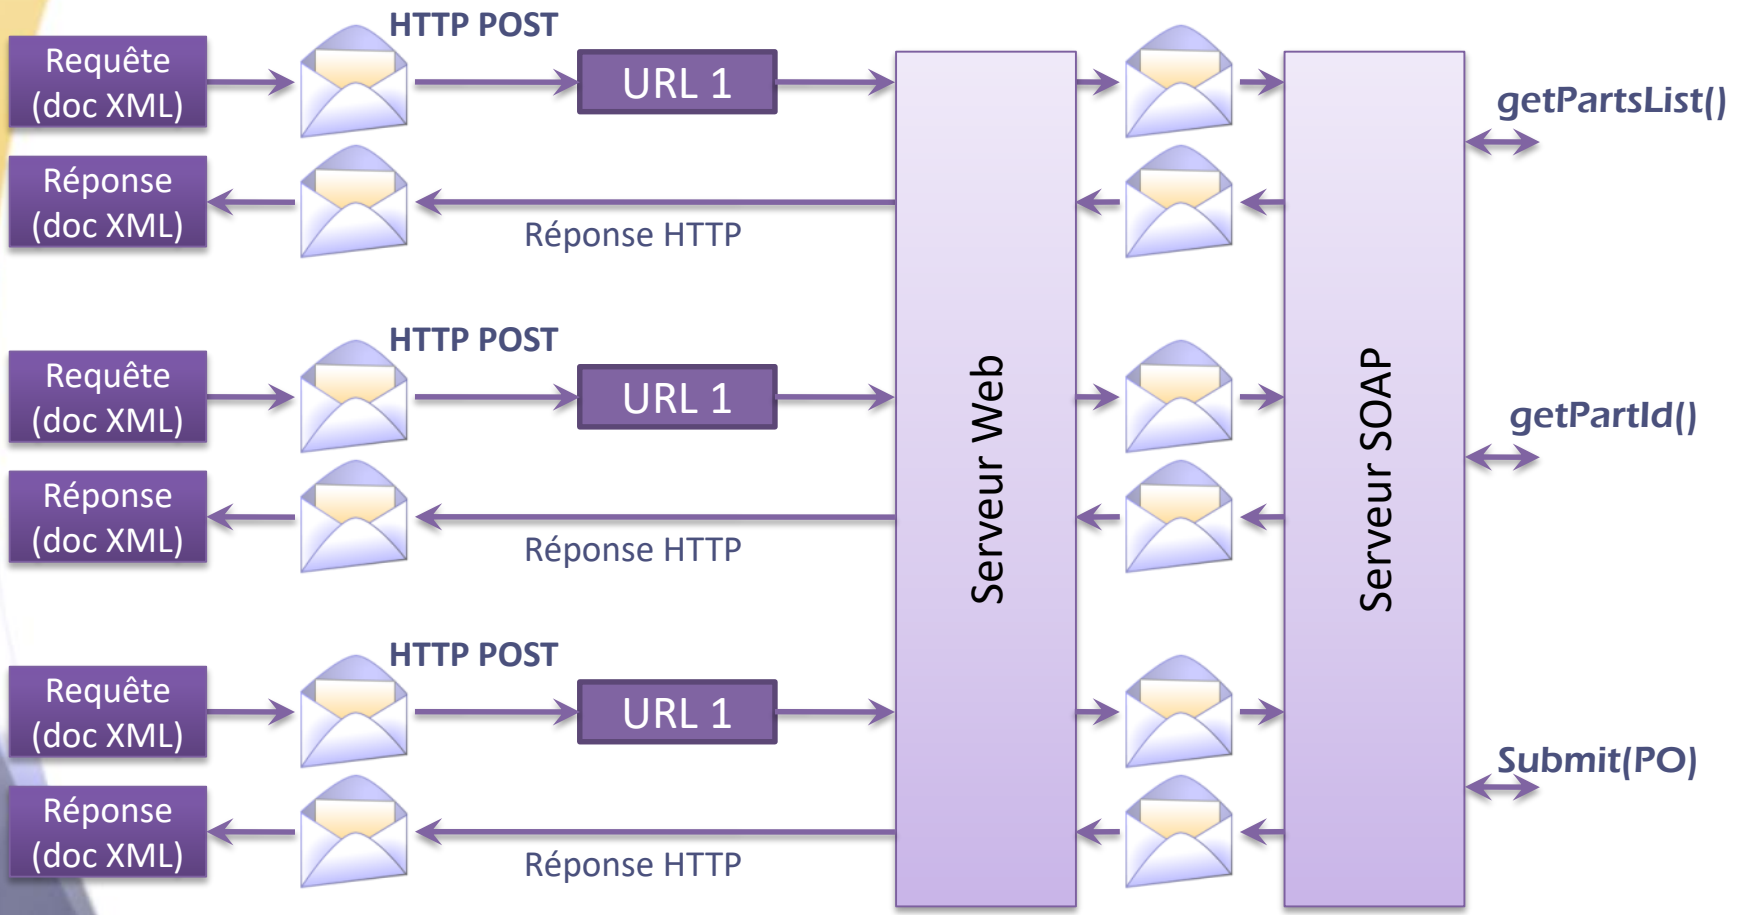 HTTP POST
Requête
(doc XML)
URL 1
getPartsList()
Réponse
(doc XML)
Réponse HTTP
HTTP POST
Requête
(doc XML)
URL 1
Serveur Web
Serveur SOAP
getPartId()
Réponse
(doc XML)
Réponse HTTP
HTTP POST
Requête
(doc XML)
URL 1
Submit(PO)
Réponse
(doc XML)
Réponse HTTP